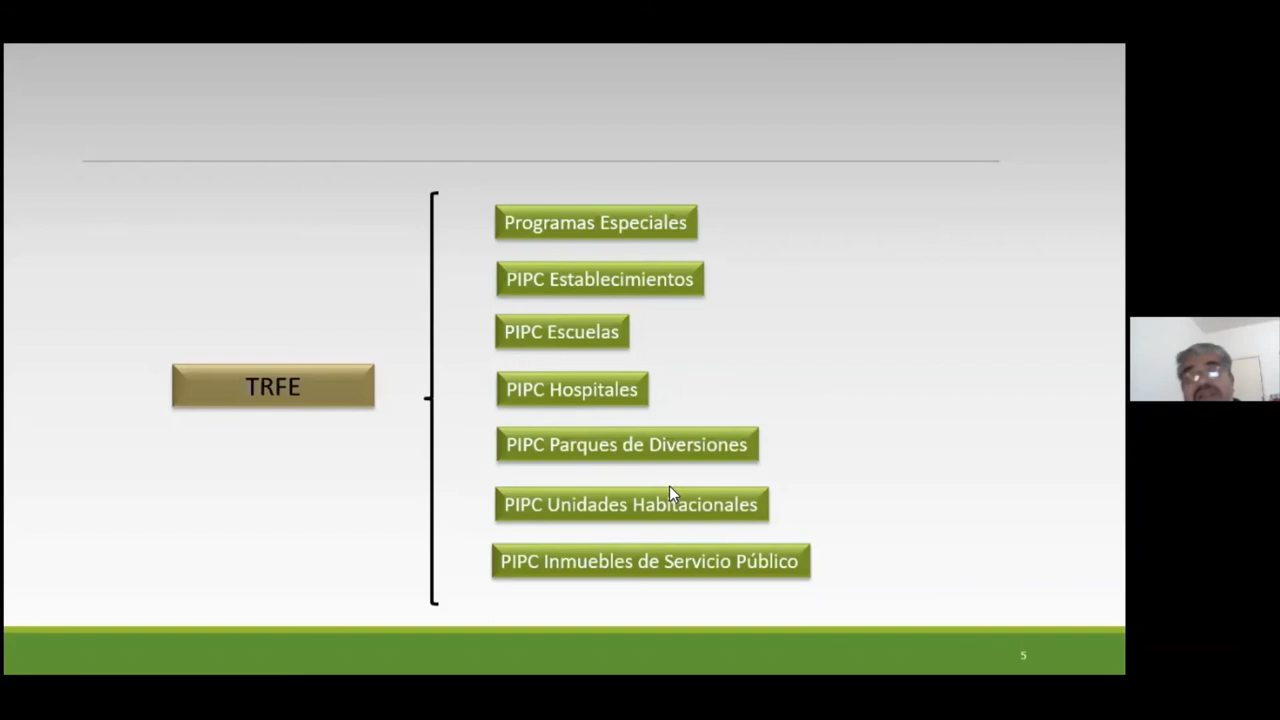 Programas Especiales
PIPC Establecimientos
PIPC Escuelas
TRFE
PIPC Hospitales
PIPC Parques de Diversiones
PIPC Unidades Habitacionales
PIPC Inmuebles de Servicio Público
5